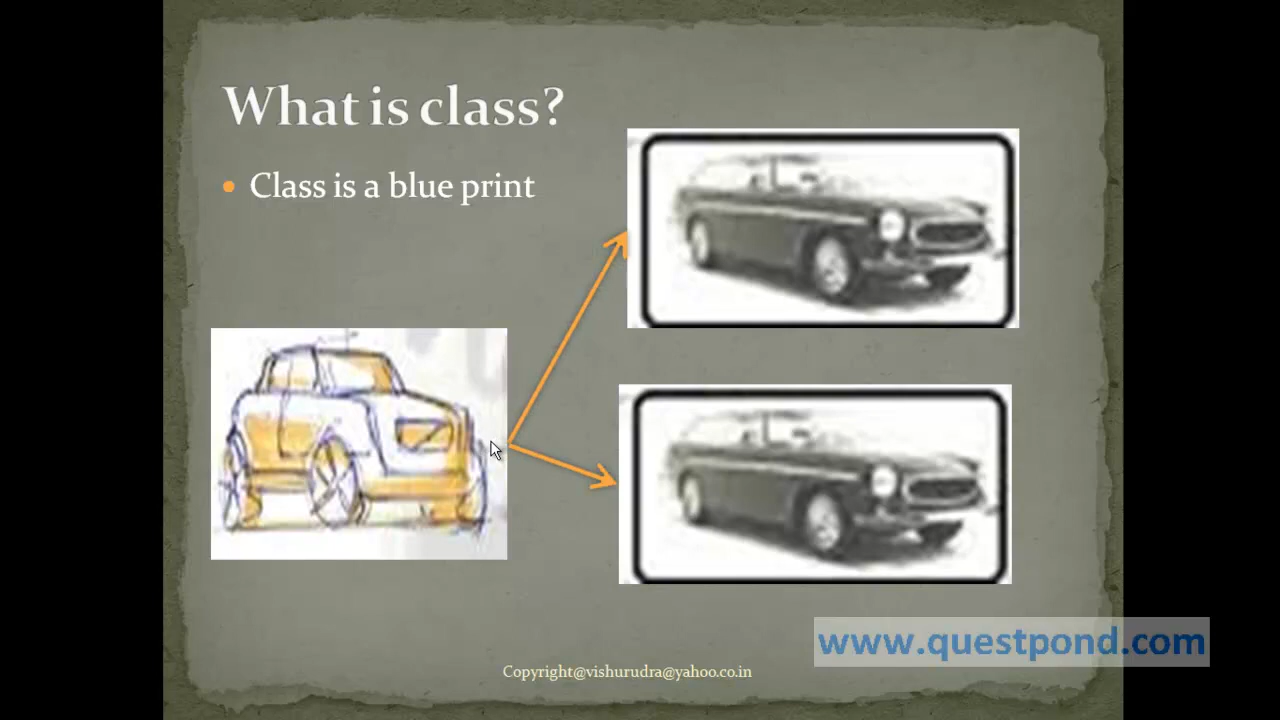 What is class?
Class is a blue print
www.questpond.com
Copyright@vishurudra@yahoo.co.in